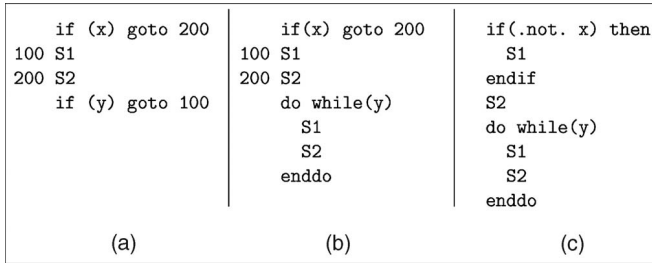 if (x) goto 200
100 S1
200 S2
if (y) goto 100
(a)
if(x) goto 200
100 S1
200 S2
do while(y)
S1
S2
enddo
(b)
if(.not. x) then
S1
endif
S2
do while(y)
S1
S2
enddo
(c)